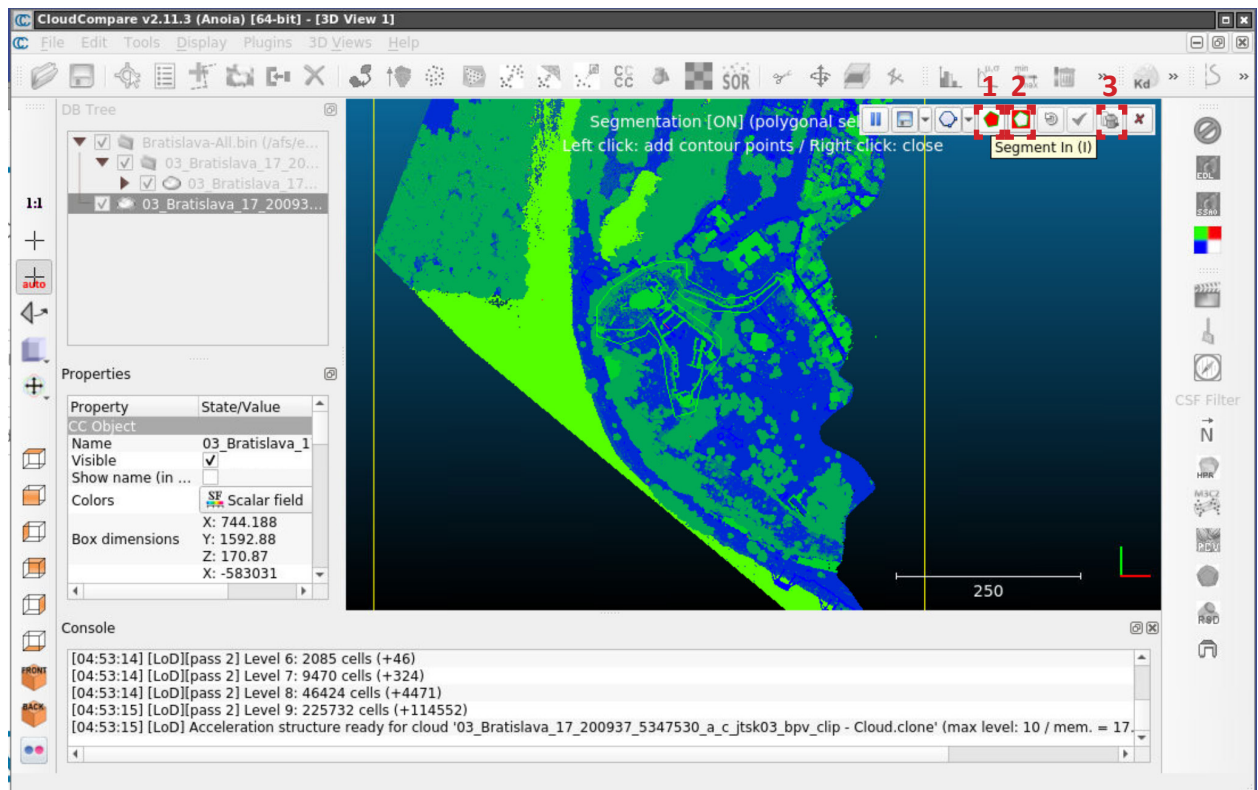 CloudCompare v2.11.3 (Anoia) [64-bit] - [3D View 1]
File Edit Tools Display Plugins 3D Views Help
SOR
Kd
1 2 3
DB Tree
Bratislava-All.bin (/afs/e...
03_Bratislava_17_20...
03_Bratislava_17...
03_Bratislava_17_20093...
Segmentation [ON] (polygonal sel
Left click: add contour points / Right click: close
Segment In (I)
250
1:1
auto
FRONT
BACK
Properties
Property State/Value
CC Object
Name 03_Bratislava_1
Visible
Show name (in ...
Colors SF Scalar field
Box dimensions X: 744.188
Y: 1592.88
Z: 170.87
X: -583031
EDL
SSAO
CSF Filter
N
HPR
M3C2
PCV
RSD
Console
[04:53:14] [LoD][pass 2] Level 6: 2085 cells (+46)
[04:53:14] [LoD][pass 2] Level 7: 9470 cells (+324)
[04:53:14] [LoD][pass 2] Level 8: 46424 cells (+4471)
[04:53:15] [LoD][pass 2] Level 9: 225732 cells (+114552)
[04:53:15] [LoD] Acceleration structure ready for cloud '03_Bratislava_17_200937_5347530_a_c_jtsk03_bpv_clip - Cloud.clone' (max level: 10 / mem. = 17.